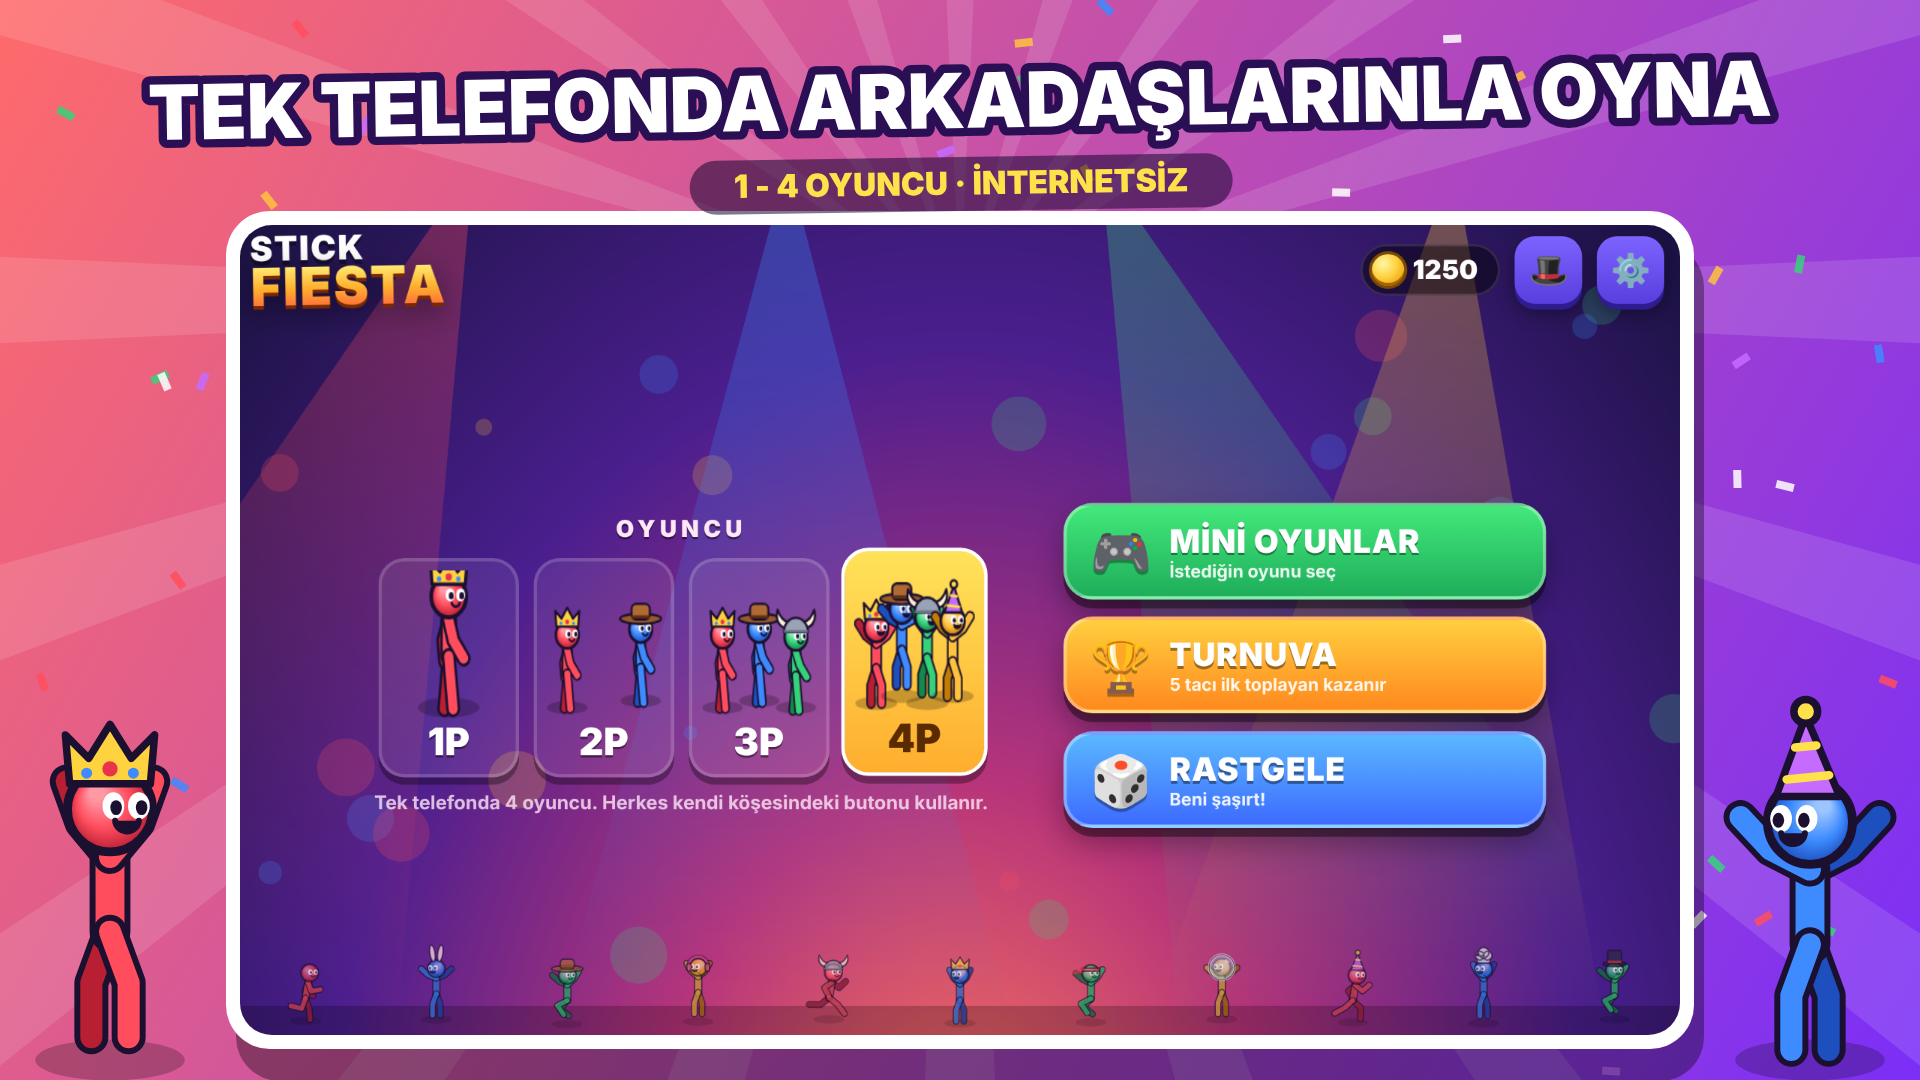 TEK TELEFONDA ARKADAŞLARINLA OYNA
1 - 4 OYUNCU · İNTERNETSİZ
STICK
FIESTA
1250
OYUNCU
1P
2P
3P
4P
Tek telefonda 4 oyuncu. Herkes kendi köşesindeki butonu kullanır.
MİNİ OYUNLAR
İstediğin oyunu seç
TURNUVA
5 tacı ilk toplayan kazanır
RASTGELE
Beni şaşırt!